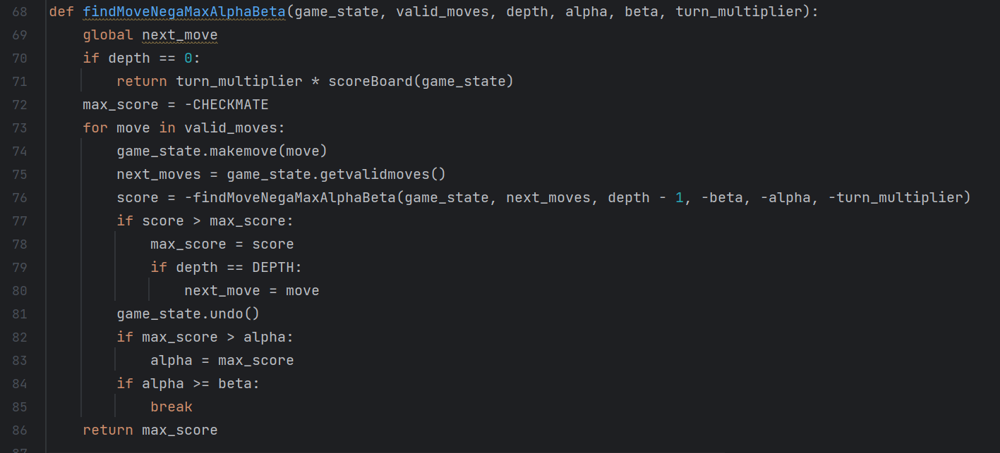 68 def findMoveNegaMaxAlphaBeta(game_state, valid_moves, depth, alpha, beta, turn_multiplier):
69     global next_move
70     if depth == 0:
71         return turn_multiplier * scoreBoard(game_state)
72     max_score = -CHECKMATE
73     for move in valid_moves:
74         game_state.makemove(move)
75         next_moves = game_state.getvalidmoves()
76         score = -findMoveNegaMaxAlphaBeta(game_state, next_moves, depth - 1, -beta, -alpha, -turn_multiplier)
77         if score > max_score:
78             max_score = score
79             if depth == DEPTH:
80                 next_move = move
81         game_state.undo()
82         if max_score > alpha:
83             alpha = max_score
84         if alpha >= beta:
85             break
86     return max_score
87